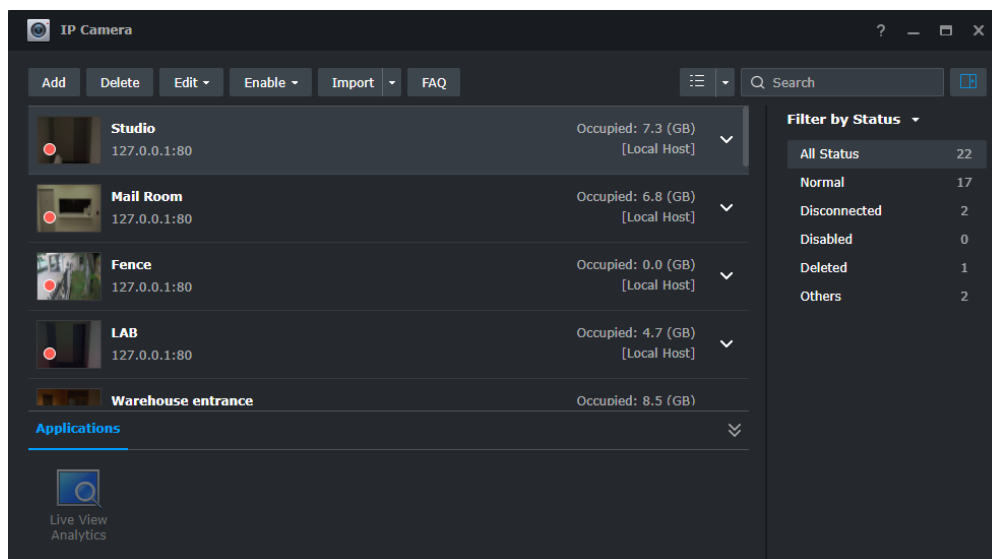 IP Camera
?
Add Delete Edit Enable Import FAQ Search
Studio
127.0.0.1:80
Occupied: 7.3 (GB)
[Local Host]
Mail Room
127.0.0.1:80
Occupied: 6.8 (GB)
[Local Host]
Fence
127.0.0.1:80
Occupied: 0.0 (GB)
[Local Host]
LAB
127.0.0.1:80
Occupied: 4.7 (GB)
[Local Host]
Warehouse entrance
Occupied: 8.5 (GB)
Filter by Status
All Status 22
Normal 17
Disconnected 2
Disabled 0
Deleted 1
Others 2
Applications
Live View
Analytics